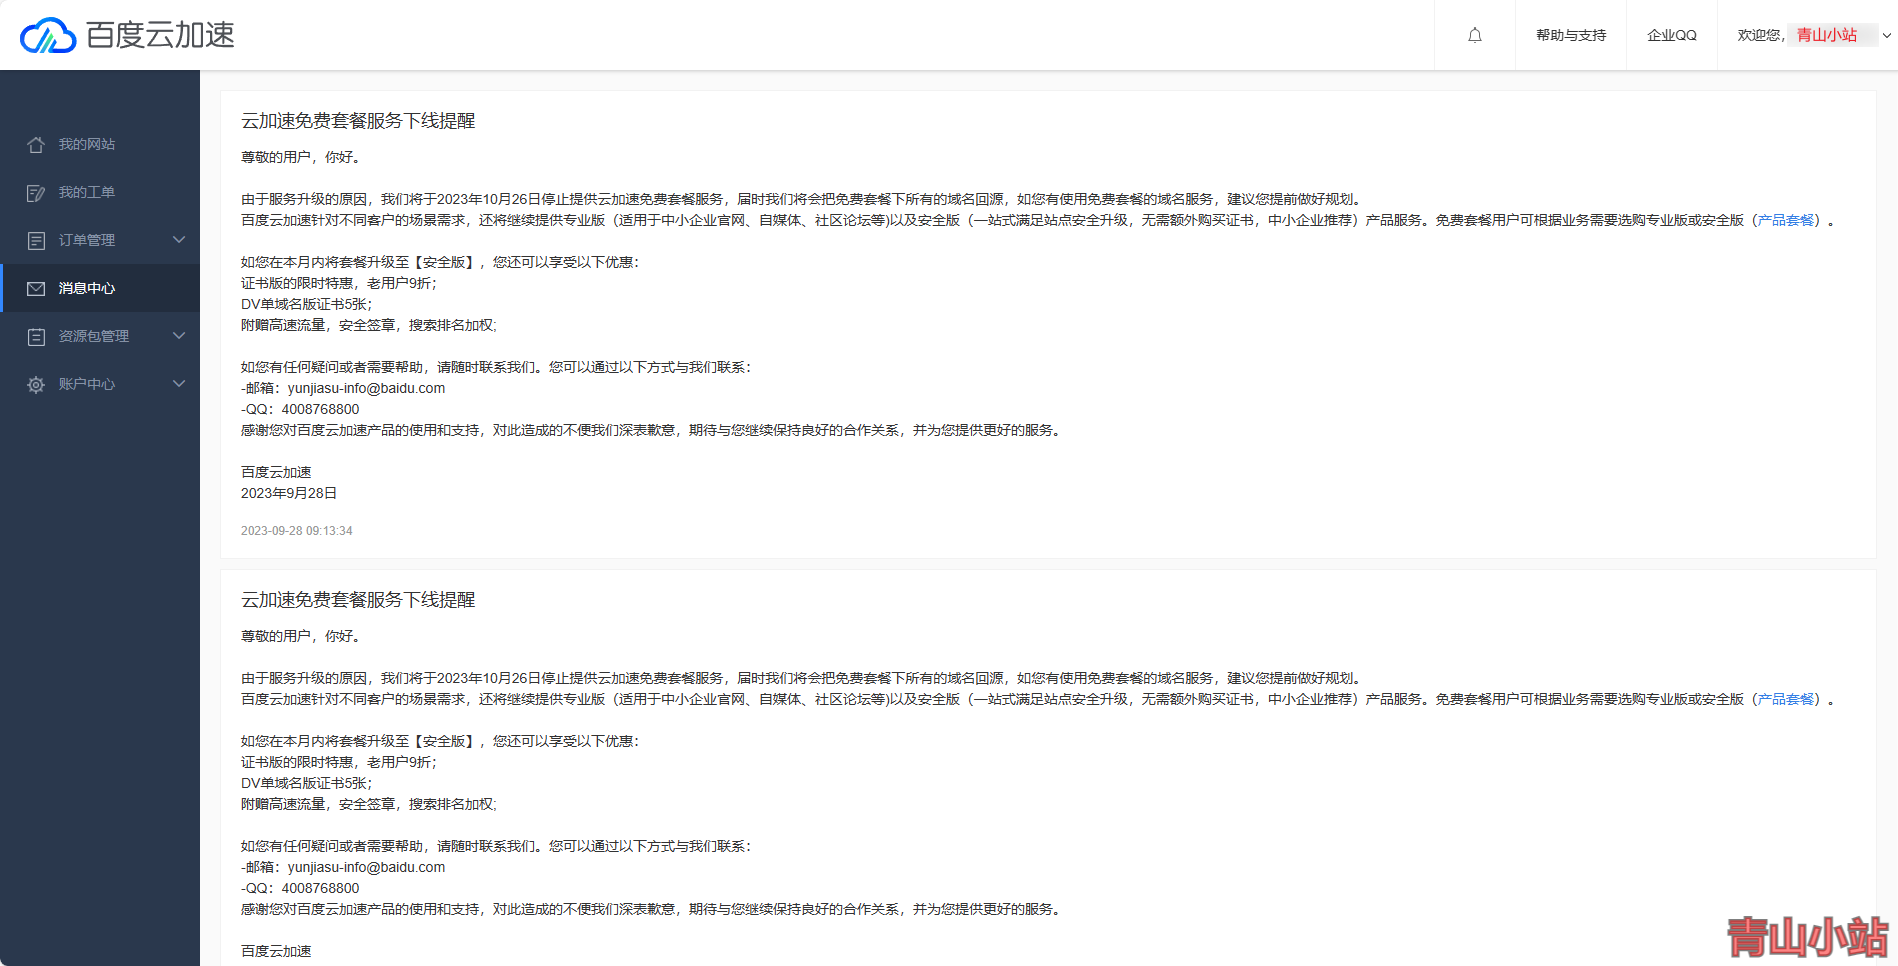 百度云加速
帮助与支持
企业QQ
欢迎您，青山小站
我的网站
我的工单
订单管理
消息中心
资源包管理
账户中心
云加速免费套餐服务下线提醒
尊敬的用户，你好。
由于服务升级的原因，我们将于2023年10月26日停止提供云加速免费套餐服务，届时我们将会把免费套餐下所有的域名回源，如您有使用免费套餐的域名服务，建议您提前做好规划。
百度云加速针对不同客户的场景需求，还将继续提供专业版（适用于中小企业官网、自媒体、社区论坛等)以及安全版（一站式满足站点安全升级，无需额外购买证书，中小企业推荐）产品服务。免费套餐用户可根据业务需要选购专业版或安全版（产品套餐）。
如您在本月内将套餐升级至【安全版】，您还可以享受以下优惠：
证书版的限时特惠，老用户9折；
DV单域名版证书5张；
附赠高速流量，安全签章，搜索排名加权;
如您有任何疑问或者需要帮助，请随时联系我们。您可以通过以下方式与我们联系：
-邮箱：yunjiasu-info@baidu.com
-QQ：4008768800
感谢您对百度云加速产品的使用和支持，对此造成的不便我们深表歉意，期待与您继续保持良好的合作关系，并为您提供更好的服务。
百度云加速
2023年9月28日
2023-09-28 09:13:34
云加速免费套餐服务下线提醒
尊敬的用户，你好。
由于服务升级的原因，我们将于2023年10月26日停止提供云加速免费套餐服务，届时我们将会把免费套餐下所有的域名回源，如您有使用免费套餐的域名服务，建议您提前做好规划。
百度云加速针对不同客户的场景需求，还将继续提供专业版（适用于中小企业官网、自媒体、社区论坛等)以及安全版（一站式满足站点安全升级，无需额外购买证书，中小企业推荐）产品服务。免费套餐用户可根据业务需要选购专业版或安全版（产品套餐）。
如您在本月内将套餐升级至【安全版】，您还可以享受以下优惠：
证书版的限时特惠，老用户9折；
DV单域名版证书5张；
附赠高速流量，安全签章，搜索排名加权;
如您有任何疑问或者需要帮助，请随时联系我们。您可以通过以下方式与我们联系：
-邮箱：yunjiasu-info@baidu.com
-QQ：4008768800
感谢您对百度云加速产品的使用和支持，对此造成的不便我们深表歉意，期待与您继续保持良好的合作关系，并为您提供更好的服务。
百度云加速
青山小站